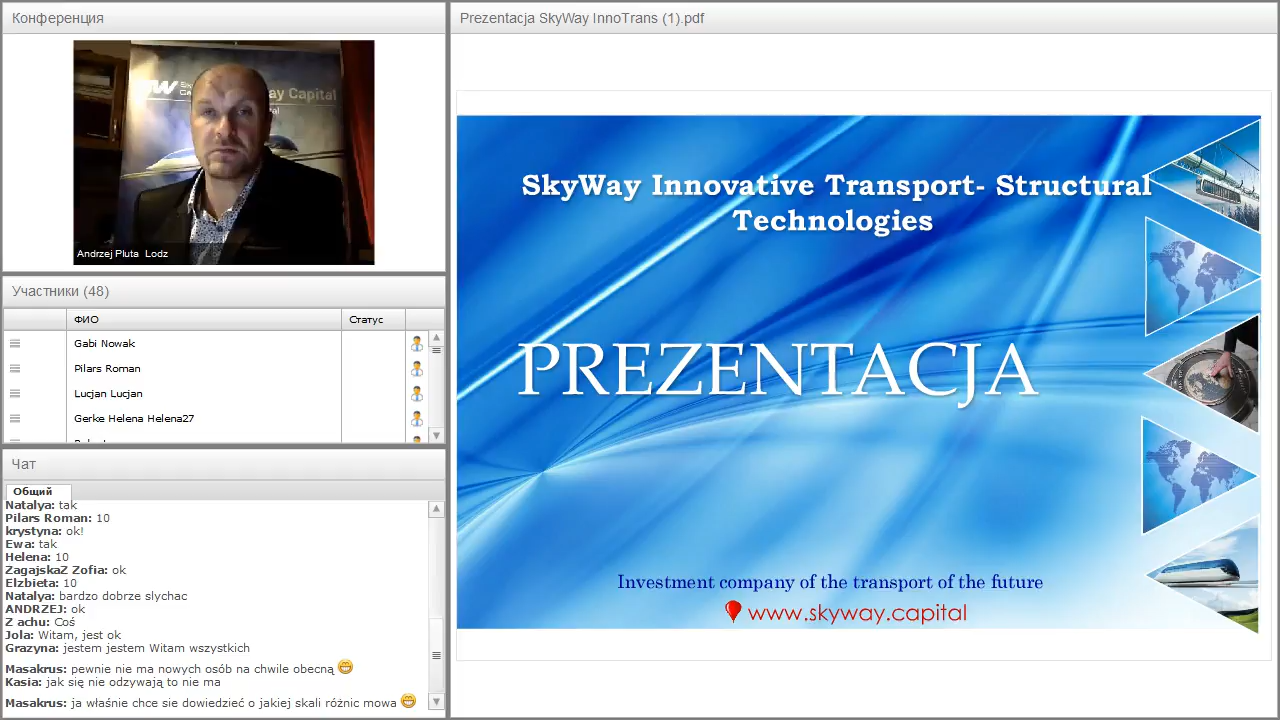 Конференция
way Capital
Andrzej Pluta Lodz
Участники (48)
ФИО
Статус
Gabi Nowak
Pilars Roman
Lucjan Lucjan
Gerke Helena Helena27
Чат
Общий
Natalya: tak
Pilars Roman: 10
krystyna: ok!
Ewa: tak
Helena: 10
ZagajskaZ Zofia: ok
Elzbieta: 10
Natalya: bardzo dobrze slychac
ANDRZEJ: ok
Z achu: Coś
Jola: Witam, jest ok
Grazyna: jestem jestem Witam wszystkich
Masakrus: pewnie nie ma nowych osób na chwile obecną
Kasia: jak się nie odzywają to nie ma
Masakrus: ja właśnie chce się dowiedzieć o jakiej skali różnic mowa
Prezentacja SkyWay InnoTrans (1).pdf
SkyWay Innovative Transport- Structural
Technologies
PREZENTACJA
Investment company of the transport of the future
www.skyway.capital